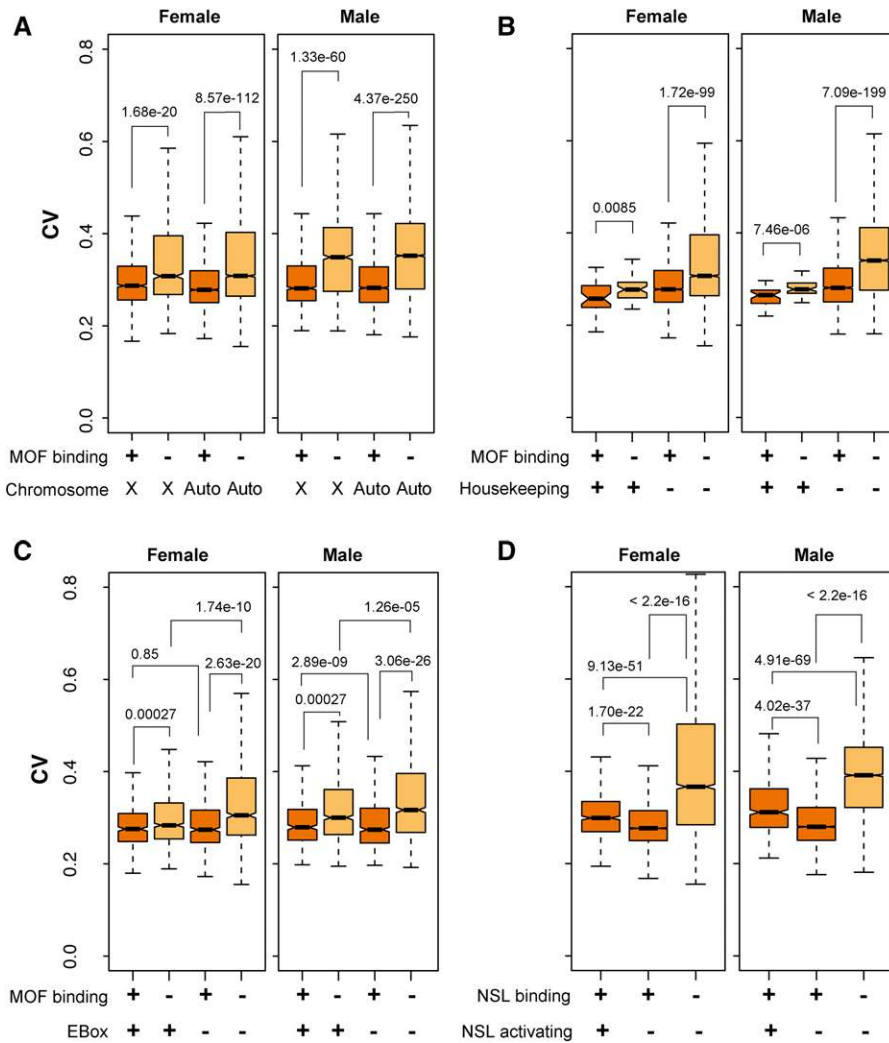 A
Female
Male
B
Female
Male
0.8
0.6
0.4
0.2
0.0
CV
1.68e-20
8.57e-112
1.33e-60
4.37e-250
0.0085
1.72e-99
7.46e-06
7.09e-199
MOF binding + - + - + - + -
Chromosome X X Auto Auto X X Auto Auto
MOF binding + - + - + - + -
Housekeeping + + - - + + - -
C
Female
Male
D
Female
Male
0.8
0.6
0.4
0.2
0.0
CV
1.74e-10
0.85
2.63e-20
0.00027
1.26e-05
2.89e-09
3.06e-26
0.00027
< 2.2e-16
9.13e-51
1.70e-22
< 2.2e-16
4.91e-69
4.02e-37
MOF binding + - + - + - + -
EBox + + - - + + - -
NSL binding + + - + + -
NSL activating + - - + - -